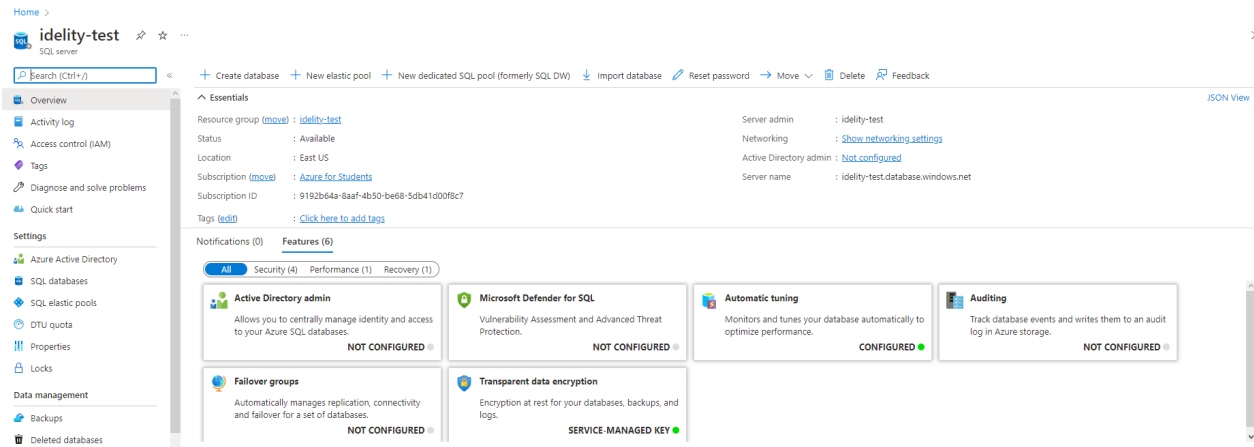 Home >
idelity-test
SQL server
Search (Ctrl+/)
Overview
Activity log
Access control (IAM)
Tags
Diagnose and solve problems
Quick start
Settings
Azure Active Directory
SQL databases
SQL elastic pools
DTU quota
Properties
Locks
Data management
Backups
Deleted databases
Create database New elastic pool New dedicated SQL pool (formerly SQL DW) Import database Reset password Move Delete Feedback
Essentials
JSON View
Resource group (move) : idelity-test
Status : Available
Location : East US
Subscription (move) : Azure for Students
Subscription ID : 9192b64a-8aaf-4b50-be68-5db41d00f8c7
Tags (edit) : Click here to add tags
Server admin : idelity-test
Networking : Show networking settings
Active Directory admin : Not configured
Server name : idelity-test.database.windows.net
Notifications (0) Features (6)
All Security (4) Performance (1) Recovery (1)
Active Directory admin
Allows you to centrally manage identity and access
to your Azure SQL databases.
NOT CONFIGURED
Microsoft Defender for SQL
Vulnerability Assessment and Advanced Threat
Protection.
NOT CONFIGURED
Automatic tuning
Monitors and tunes your database automatically to
optimize performance.
CONFIGURED
Auditing
Track database events and writes them to an audit
log in Azure storage.
NOT CONFIGURED
Failover groups
Automatically manages replication, connectivity
and failover for a set of databases.
NOT CONFIGURED
Transparent data encryption
Encryption at rest for your databases, backups, and
logs.
SERVICE-MANAGED KEY